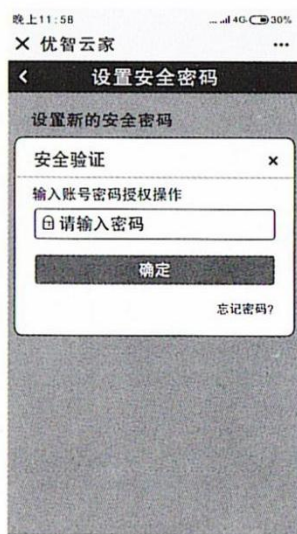 晚上11:58 ...4G 30%
× 优智云家 ...
< 设置安全密码
设置新的安全密码
安全验证 ×
输入账号密码授权操作
请输入密码
确定
忘记密码?